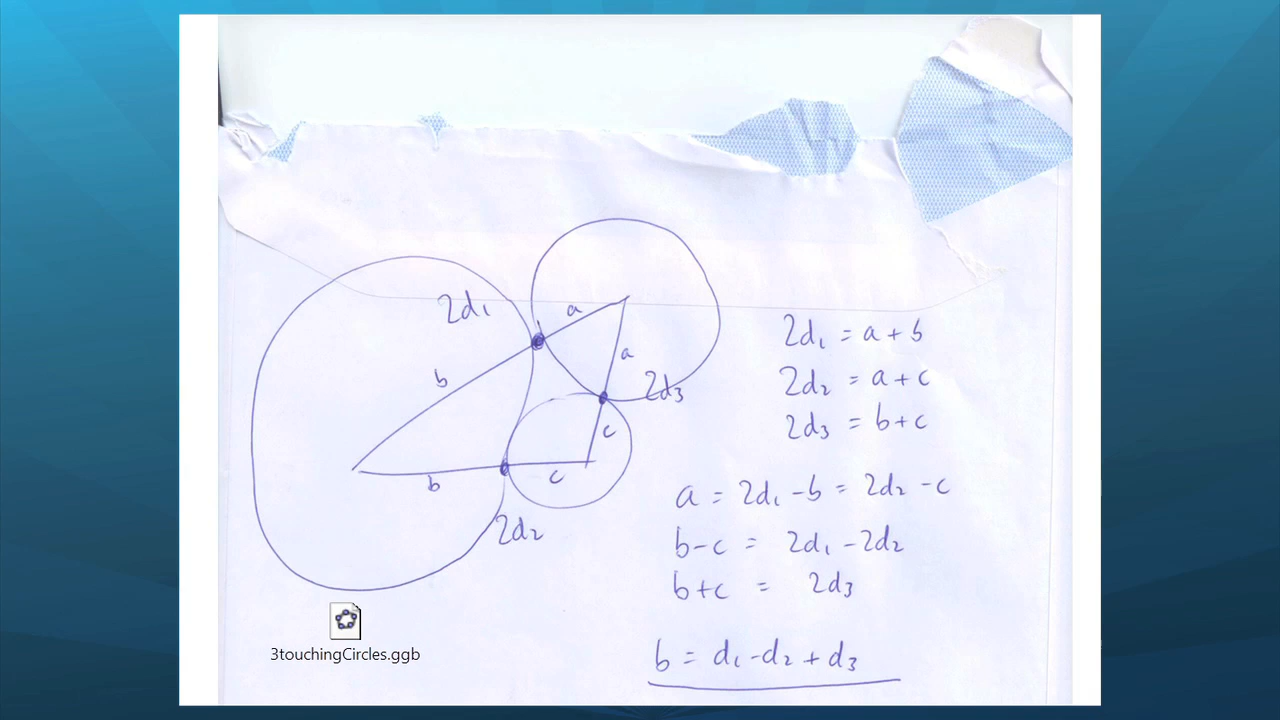 2d₁
a
b
a
2d₃
c
b
c
2d₂
2d₁ = a + b
2d₂ = a + c
2d₃ = b + c
a = 2d₁ - b = 2d₂ - c
b - c = 2d₁ - 2d₂
b + c = 2d₃
b = d₁ - d₂ + d₃
3touchingCircles.ggb